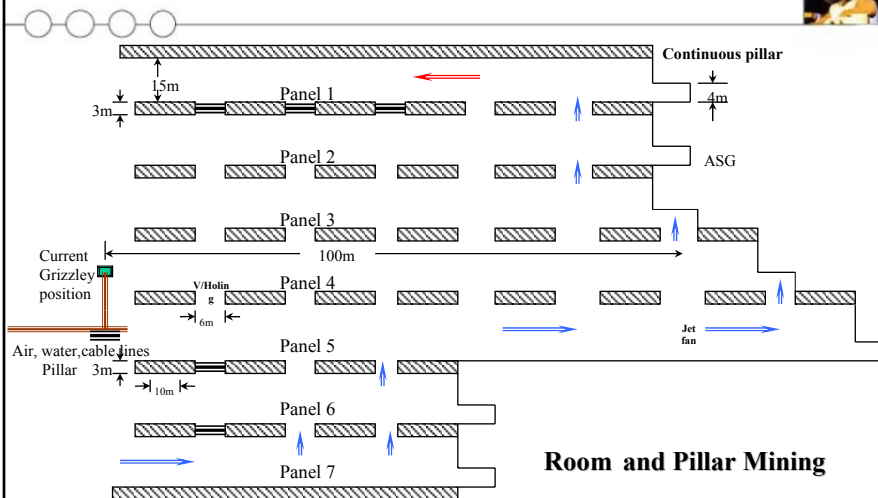 Continuous pillar
15m
Panel 1
4m
3m
Panel 2
ASG
Panel 3
100m
Current
Grizzley
position
V/Holin
g
Panel 4
6m
Jet
fan
Air, water,cable lines
Pillar
3m
Panel 5
10m
Panel 6
Panel 7
Room and Pillar Mining